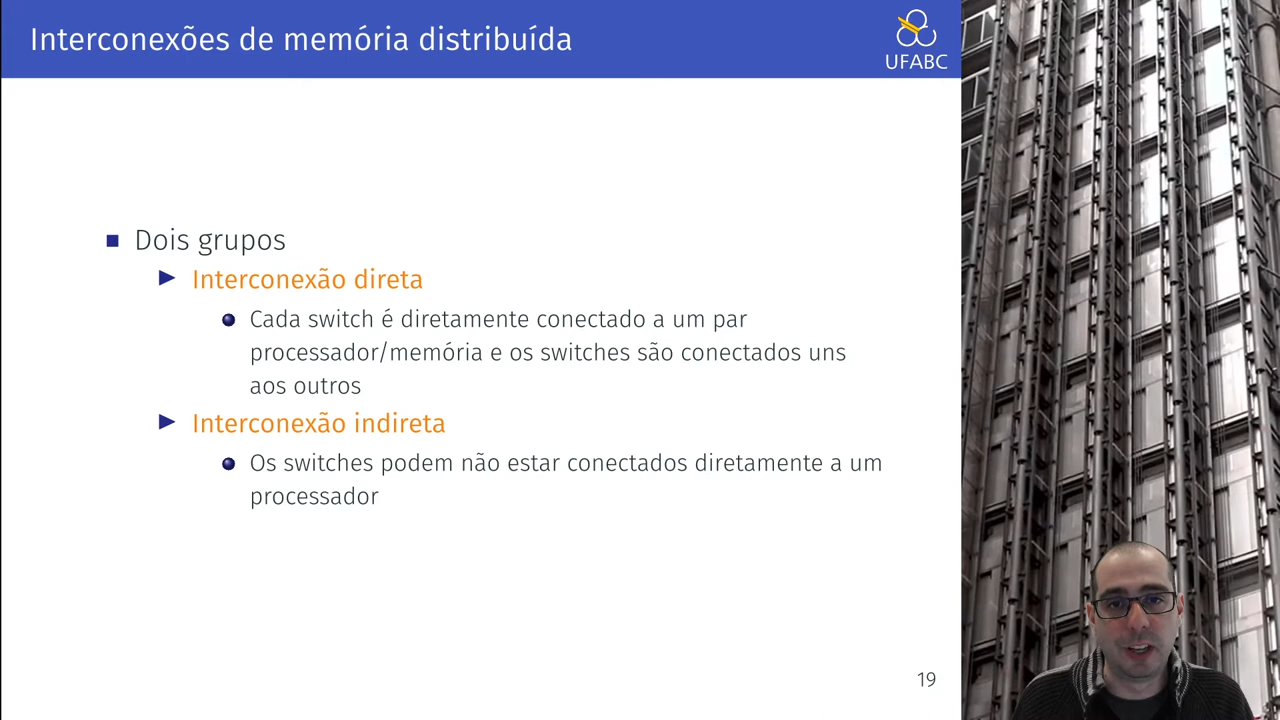 Interconexões de memória distribuída
UFABC
Dois grupos
Interconexão direta
Cada switch é diretamente conectado a um par
processador/memória e os switches são conectados uns
aos outros
Interconexão indireta
Os switches podem não estar conectados diretamente a um
processador
19